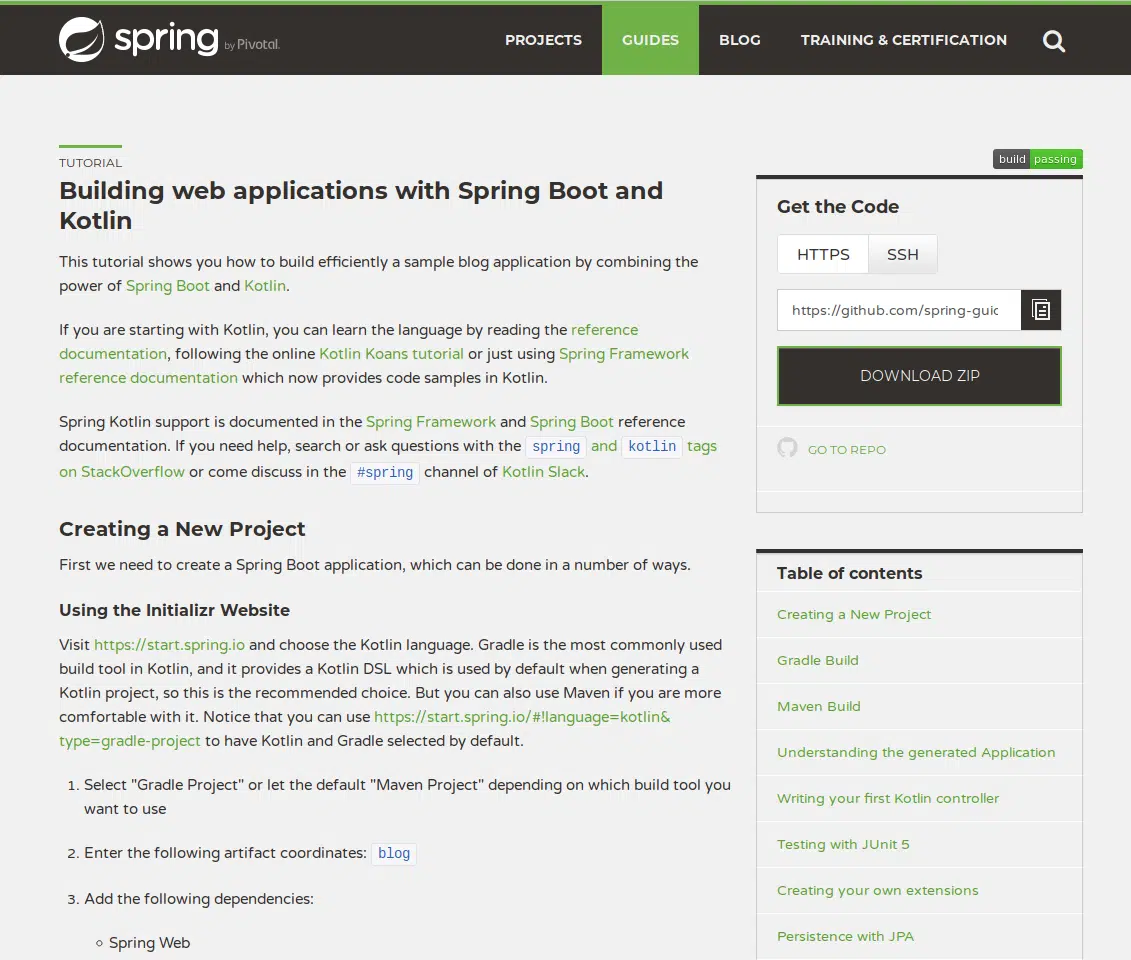 spring by Pivotal.
PROJECTS
GUIDES
BLOG
TRAINING & CERTIFICATION
TUTORIAL
Building web applications with Spring Boot and
Kotlin
This tutorial shows you how to build efficiently a sample blog application by combining the
power of Spring Boot and Kotlin.
If you are starting with Kotlin, you can learn the language by reading the reference
documentation, following the online Kotlin Koans tutorial or just using Spring Framework
reference documentation which now provides code samples in Kotlin.
Spring Kotlin support is documented in the Spring Framework and Spring Boot reference
documentation. If you need help, search or ask questions with the spring and kotlin tags
on StackOverflow or come discuss in the #spring channel of Kotlin Slack.
Creating a New Project
First we need to create a Spring Boot application, which can be done in a number of ways.
Using the Initializr Website
Visit https://start.spring.io and choose the Kotlin language. Gradle is the most commonly used
build tool in Kotlin, and it provides a Kotlin DSL which is used by default when generating a
Kotlin project, so this is the recommended choice. But you can also use Maven if you are more
comfortable with it. Notice that you can use https://start.spring.io/#!language=kotlin&
type=gradle-project to have Kotlin and Gradle selected by default.
1. Select "Gradle Project" or let the default "Maven Project" depending on which build tool you
want to use
2. Enter the following artifact coordinates: blog
3. Add the following dependencies:
Spring Web
build passing
Get the Code
HTTPS
SSH
https://github.com/spring-guic
DOWNLOAD ZIP
GO TO REPO
Table of contents
Creating a New Project
Gradle Build
Maven Build
Understanding the generated Application
Writing your first Kotlin controller
Testing with JUnit 5
Creating your own extensions
Persistence with JPA